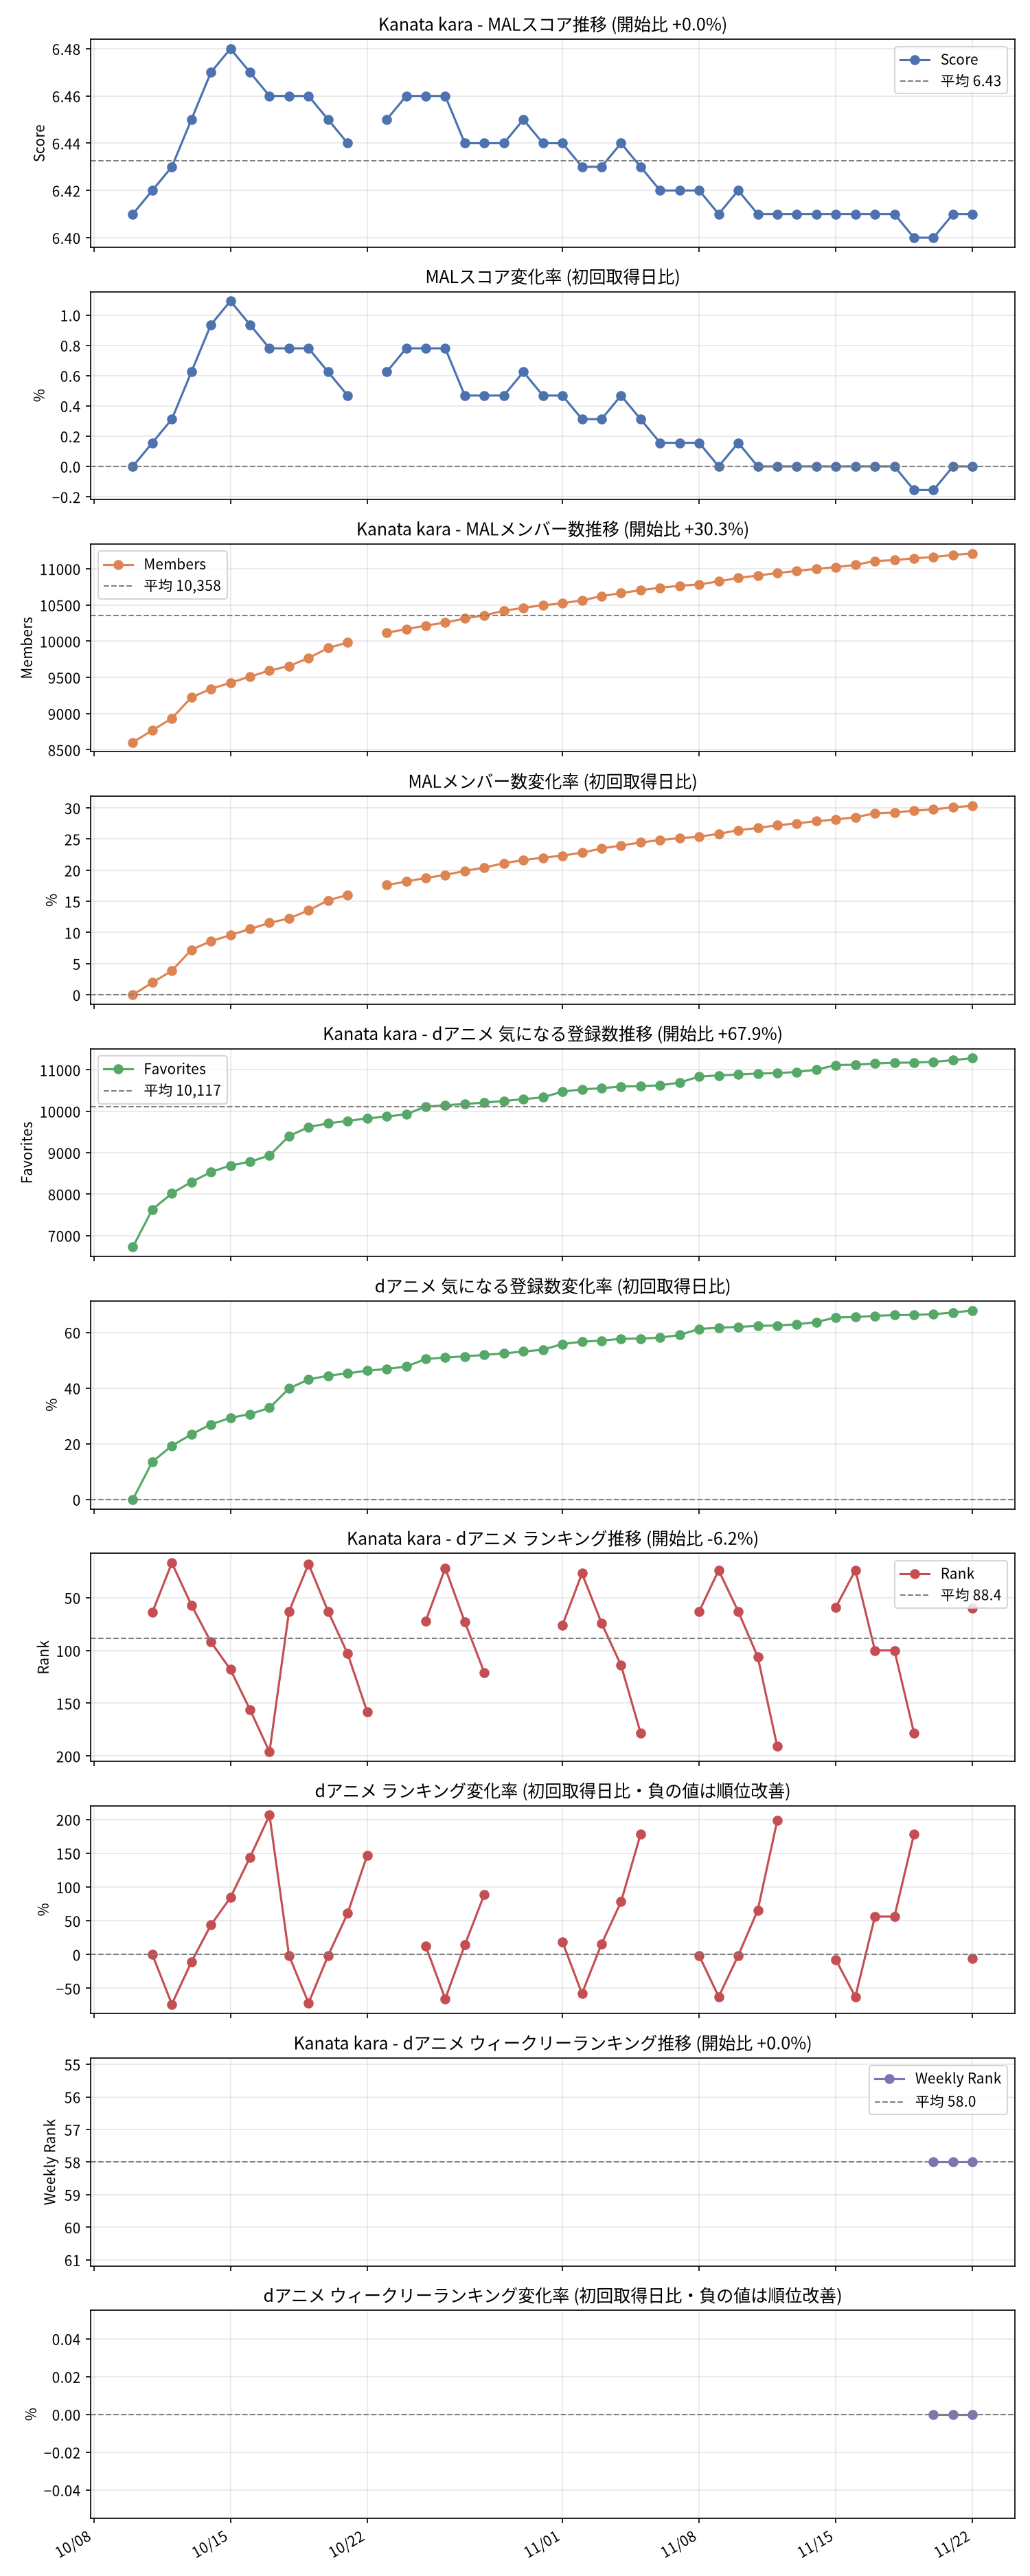 Kanata kara - MALスコア推移 (開始比 +0.0%)
6.48
6.46
6.44
6.42
6.40
Score
Score
平均 6.43
MALスコア変化率 (初回取得日比)
1.0
0.8
0.6
0.4
0.2
0.0
−0.2
%
Kanata kara - MALメンバー数推移 (開始比 +30.3%)
11000
10500
10000
9500
9000
8500
Members
Members
平均 10,358
MALメンバー数変化率 (初回取得日比)
30
25
20
15
10
5
0
%
Kanata kara - dアニメ 気になる登録数推移 (開始比 +67.9%)
11000
10000
9000
8000
7000
Favorites
Favorites
平均 10,117
dアニメ 気になる登録数変化率 (初回取得日比)
60
40
20
0
%
Kanata kara - dアニメ ランキング推移 (開始比 -6.2%)
50
100
150
200
Rank
Rank
平均 88.4
dアニメ ランキング変化率 (初回取得日比・負の値は順位改善)
200
150
100
50
0
−50
%
Kanata kara - dアニメ ウィークリーランキング推移 (開始比 +0.0%)
55
56
57
58
59
60
61
Weekly Rank
Weekly Rank
平均 58.0
dアニメ ウィークリーランキング変化率 (初回取得日比・負の値は順位改善)
0.04
0.02
0.00
−0.02
−0.04
%
10/08
10/15
10/22
11/01
11/08
11/15
11/22